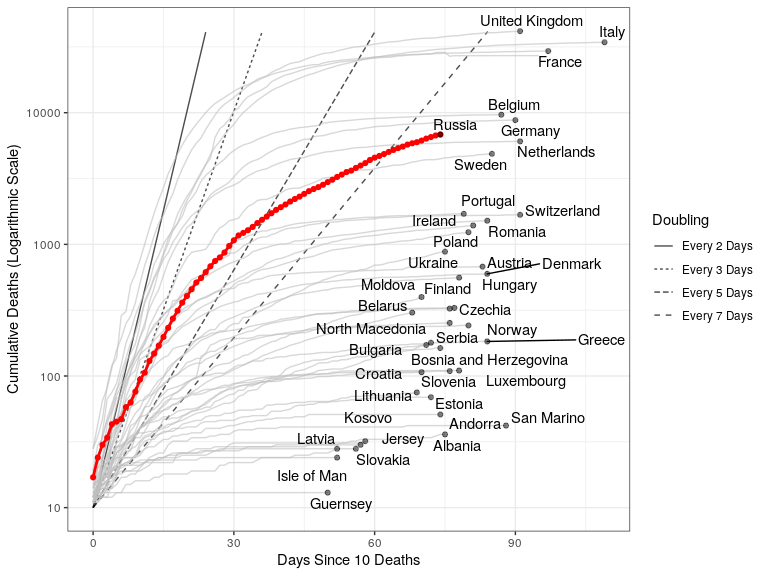 United Kingdom
Italy
France
Belgium
Russia
Germany
Netherlands
Sweden
Portugal
Switzerland
Ireland
Romania
Poland
Ukraine
Austria
Denmark
Moldova
Finland
Hungary
Belarus
Czechia
North Macedonia
Norway
Serbia
Greece
Bulgaria
Bosnia and Herzegovina
Croatia
Slovenia
Luxembourg
Lithuania
Estonia
Kosovo
Andorra
San Marino
Latvia
Jersey
Albania
Slovakia
Isle of Man
Guernsey
10000
1000
100
10
0
30
60
90
Days Since 10 Deaths
Cumulative Deaths (Logarithmic Scale)
Doubling
Every 2 Days
Every 3 Days
Every 5 Days
Every 7 Days